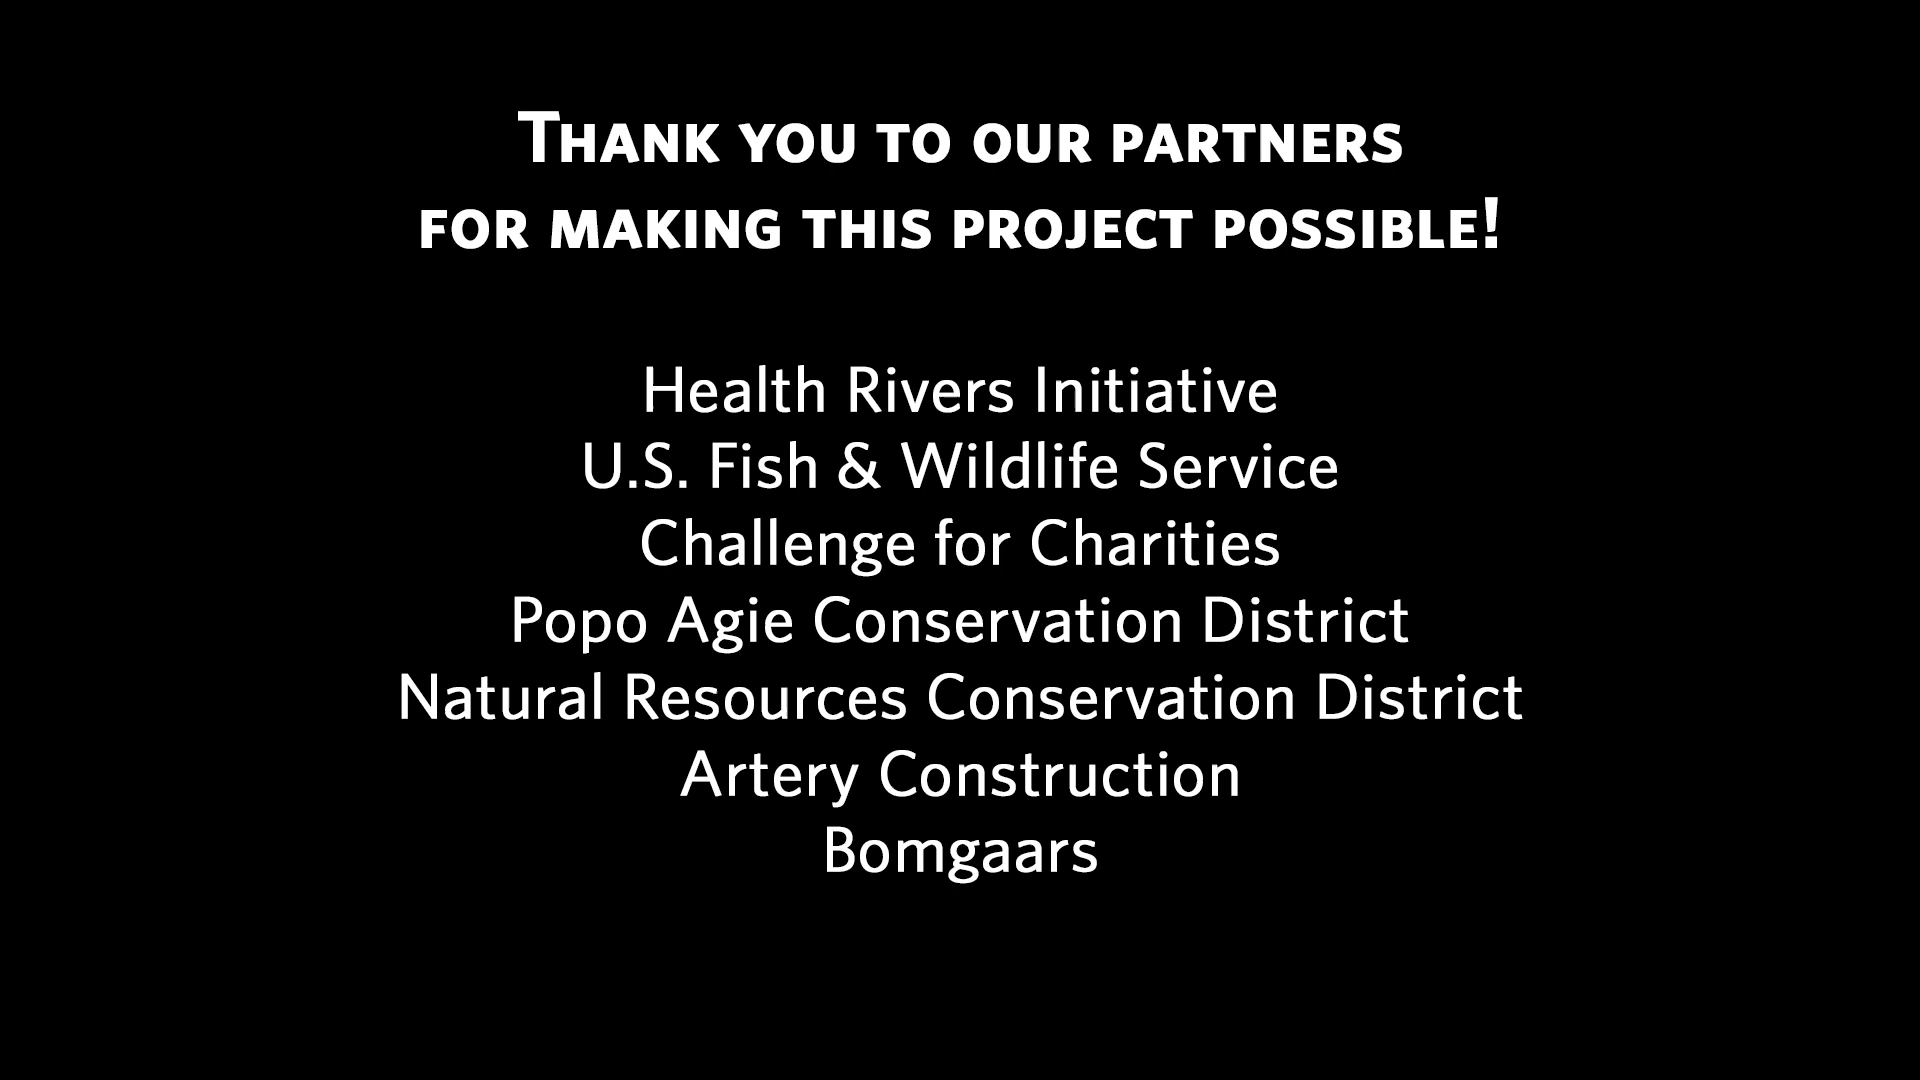 Thank you to our partners
for making this project possible!
Health Rivers Initiative
U.S. Fish & Wildlife Service
Challenge for Charities
Popo Agie Conservation District
Natural Resources Conservation District
Artery Construction
Bomgaars